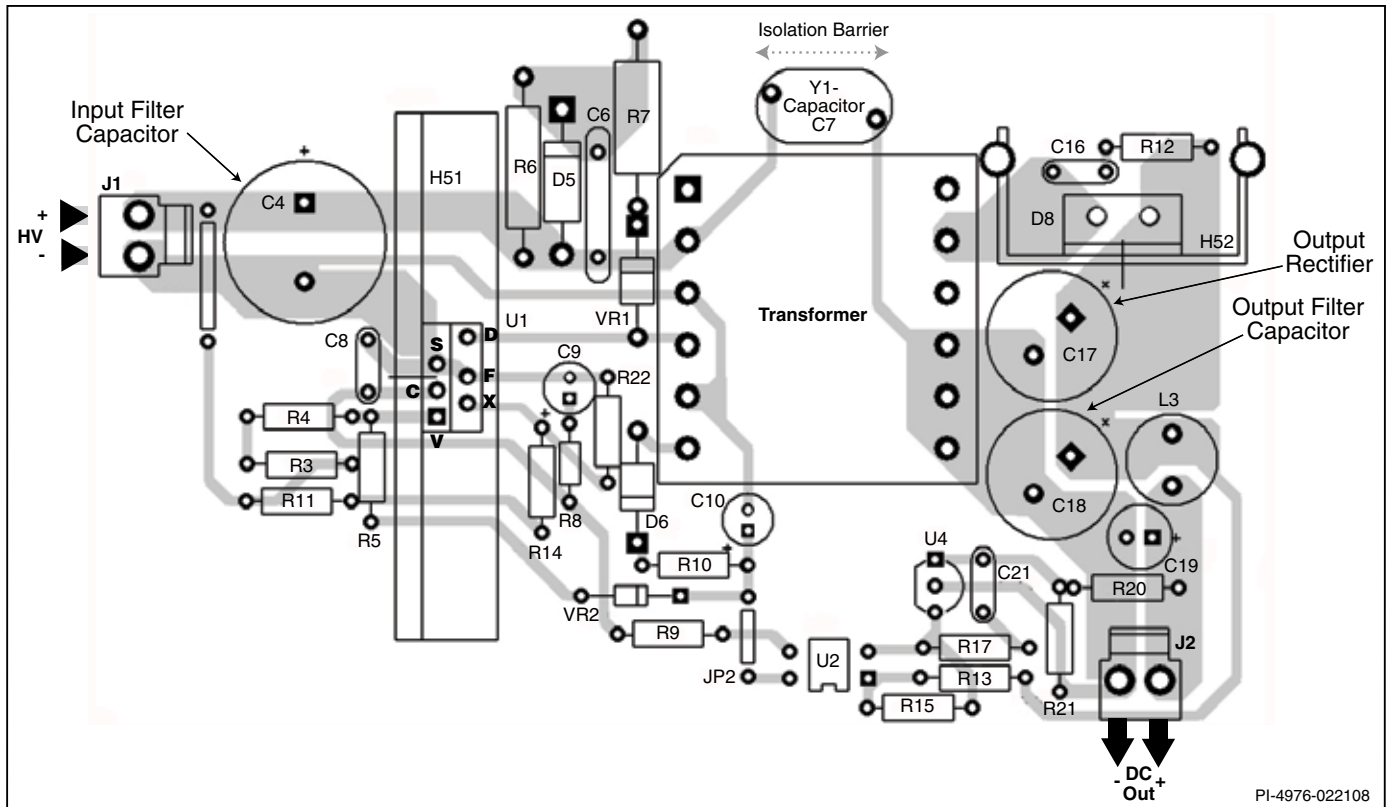 Isolation Barrier
Y1-
Capacitor
C7
Input Filter
Capacitor
+
J1
+
HV
-
C4
H51
R6
D5
C6
R7
C16
R12
D8
H52
Output
Rectifier
Output Filter
Capacitor
VR1
Transformer
U1
C8
S
D
F
C
X
V
C9
+
R22
C17
x
C18
x
L3
R4
R3
R11
R5
R14
R8
D6
C10
+
R10
VR2
R9
JP2
U2
U4
C21
R17
R13
R15
R21
R20
C19
+
J2
- DC +
Out
PI-4976-022108